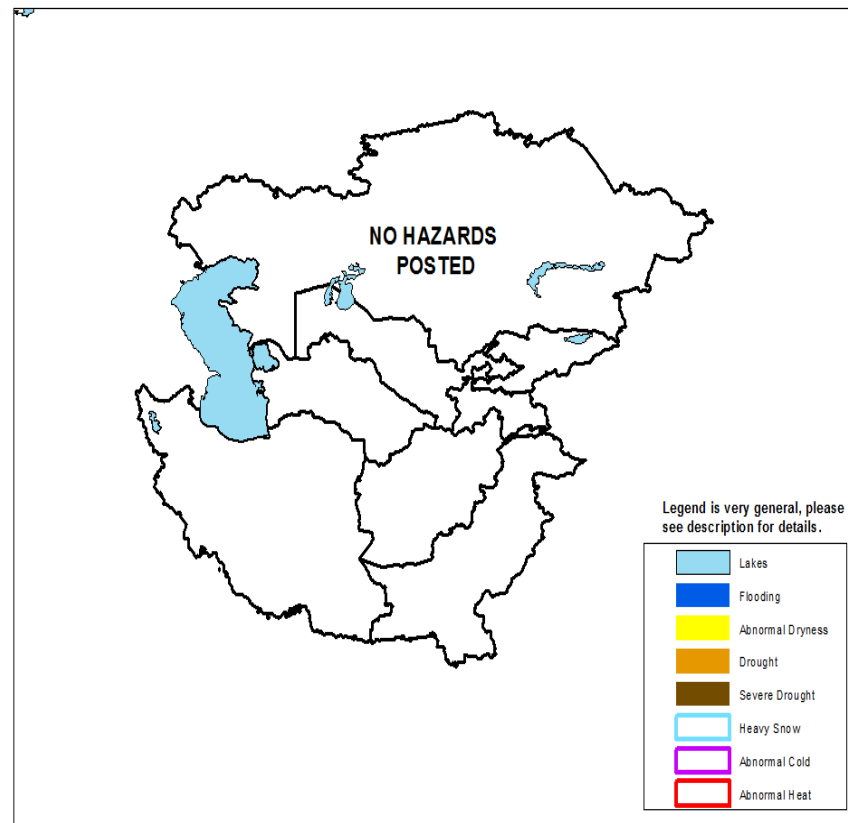 NO HAZARDS
POSTED
Legend is very general, please
see description for details.
Lakes
Flooding
Abnormal Dryness
Drought
Severe Drought
Heavy Snow
Abnormal Cold
Abnormal Heat